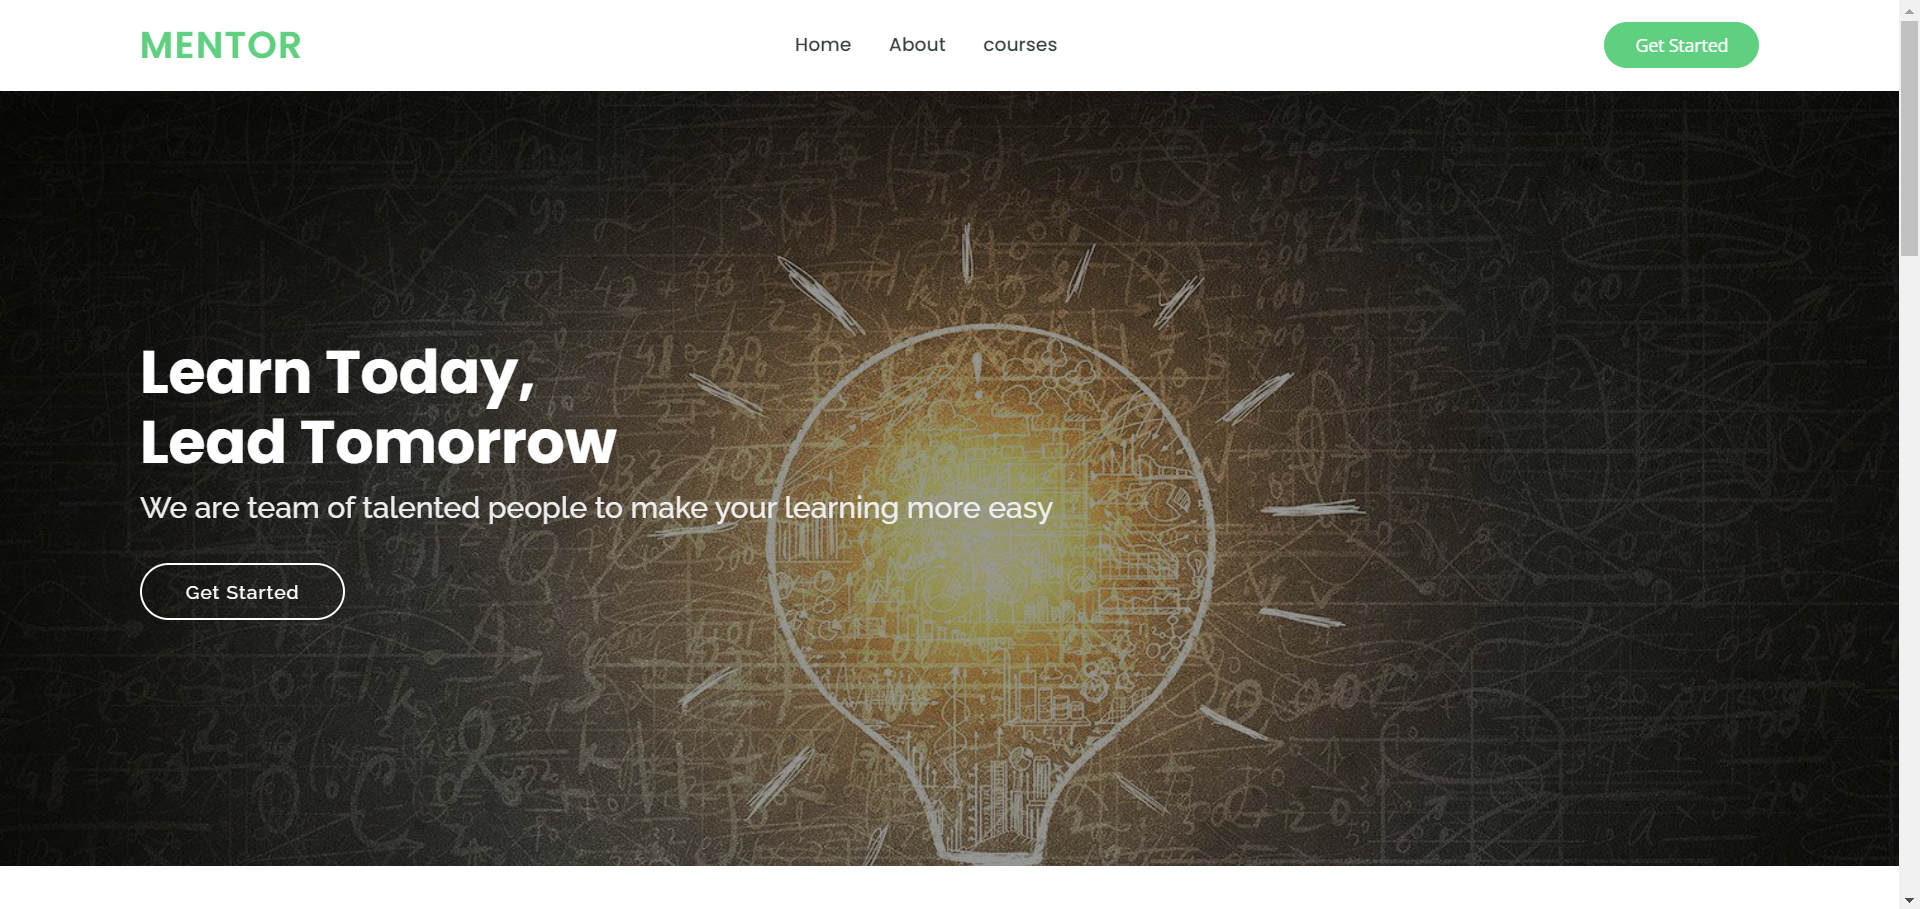 MENTOR
Home
About
courses
Get Started
Learn Today,
Lead Tomorrow
We are team of talented people to make your learning more easy
Get Started